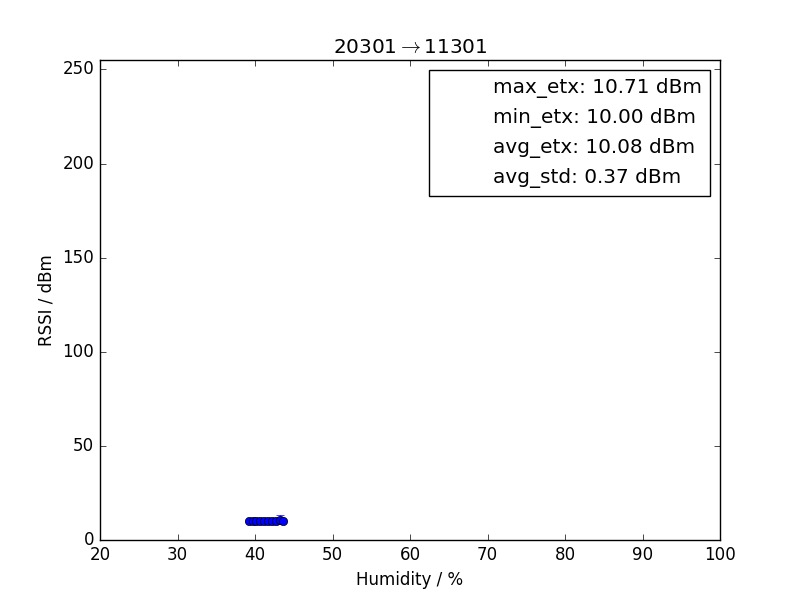 20301→11301
max_etx: 10.71 dBm
min_etx: 10.00 dBm
avg_etx: 10.08 dBm
avg_std: 0.37 dBm
RSSI / dBm
250
200
150
100
50
0
20 30 40 50 60 70 80 90 100
Humidity / %